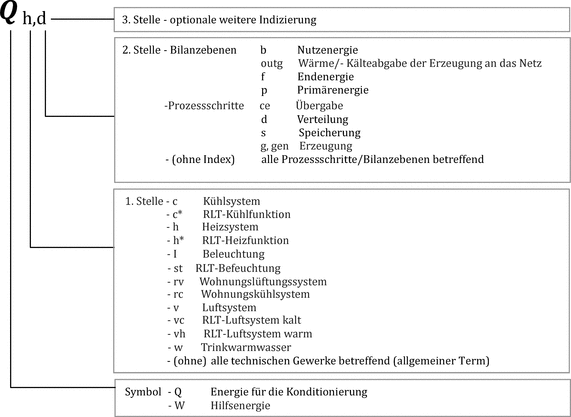 Q h,d
3. Stelle - optionale weitere Indizierung
2. Stelle - Bilanzebenen b Nutzenergie
outg Wärme/- Kälteabgabe der Erzeugung an das Netz
f Endenergie
p Primärenergie
-Prozessschritte ce Übergabe
d Verteilung
s Speicherung
g, gen Erzeugung
- (ohne Index) alle Prozessschritte/Bilanzebenen betreffend
1. Stelle - c Kühlsystem
- c* RLT-Kühlfunktion
- h Heizsystem
- h* RLT-Heizfunktion
- I Beleuchtung
- st RLT-Befeuchtung
- rv Wohnungslüftungssystem
- rc Wohnungskühlsystem
- v Luftsystem
- vc RLT-Luftsystem kalt
- vh RLT-Luftsystem warm
- w Trinkwarmwasser
- (ohne) alle technischen Gewerke betreffend (allgemeiner Term)
Symbol - Q Energie für die Konditionierung
- W Hilfsenergie